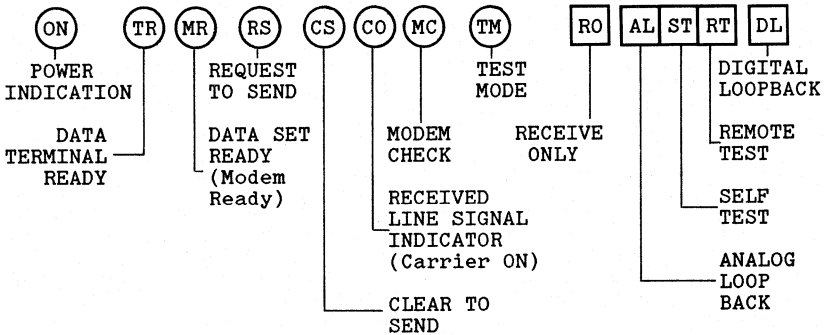 ON TR MR RS CS CO MC TM RO AL ST RT DL
POWER
INDICATION
REQUEST
TO SEND
TEST
MODE
DIGITAL
LOOPBACK
DATA
TERMINAL
READY
DATA SET
READY
(Modem
Ready)
MODEM
CHECK
RECEIVE
ONLY
REMOTE
TEST
RECEIVED
LINE SIGNAL
INDICATOR
(Carrier ON)
SELF
TEST
CLEAR TO
SEND
ANALOG
LOOP
BACK